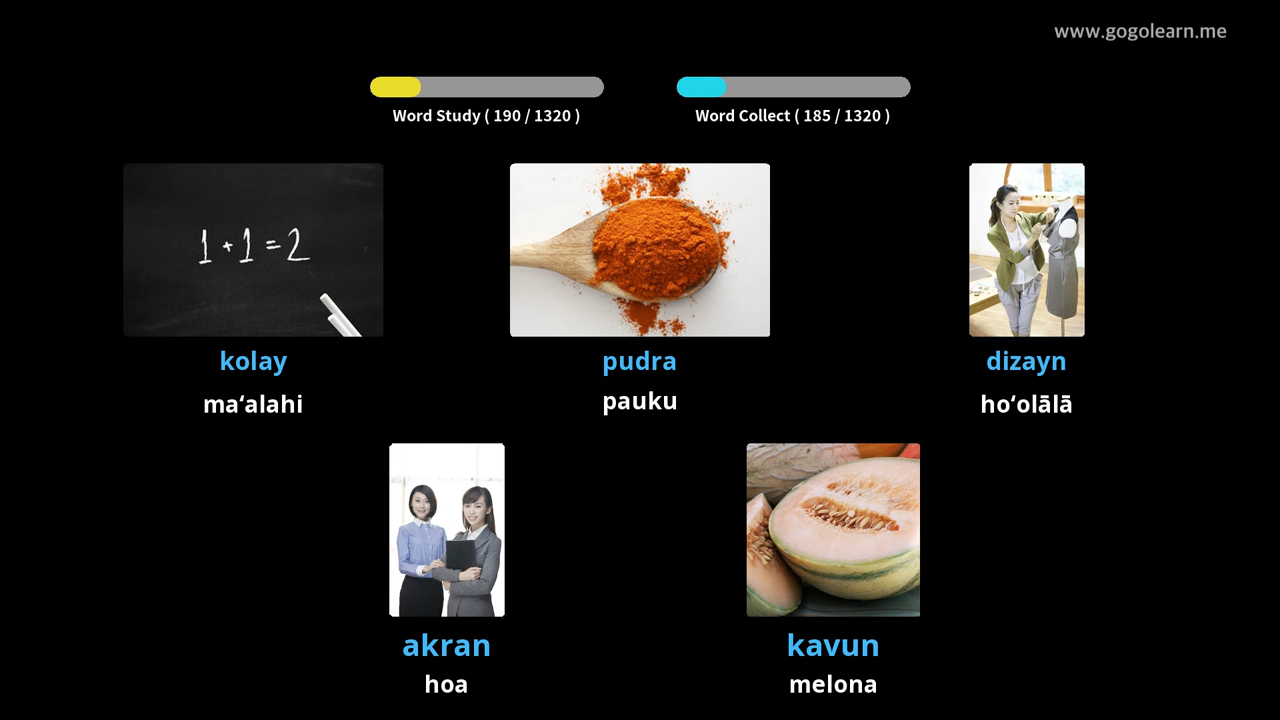 www.gogolearn.me
Word Study ( 190 / 1320 )
Word Collect ( 185 / 1320 )
1 + 1 = 2
kolay
pudra
dizayn
maʻalahi
pauku
hoʻolālā
akran
kavun
hoa
melona